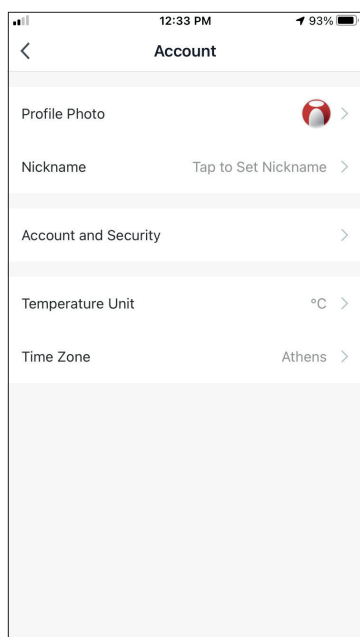 12:33 PM 93%
Account
Profile Photo
Nickname Tap to Set Nickname
Account and Security
Temperature Unit °C
Time Zone Athens